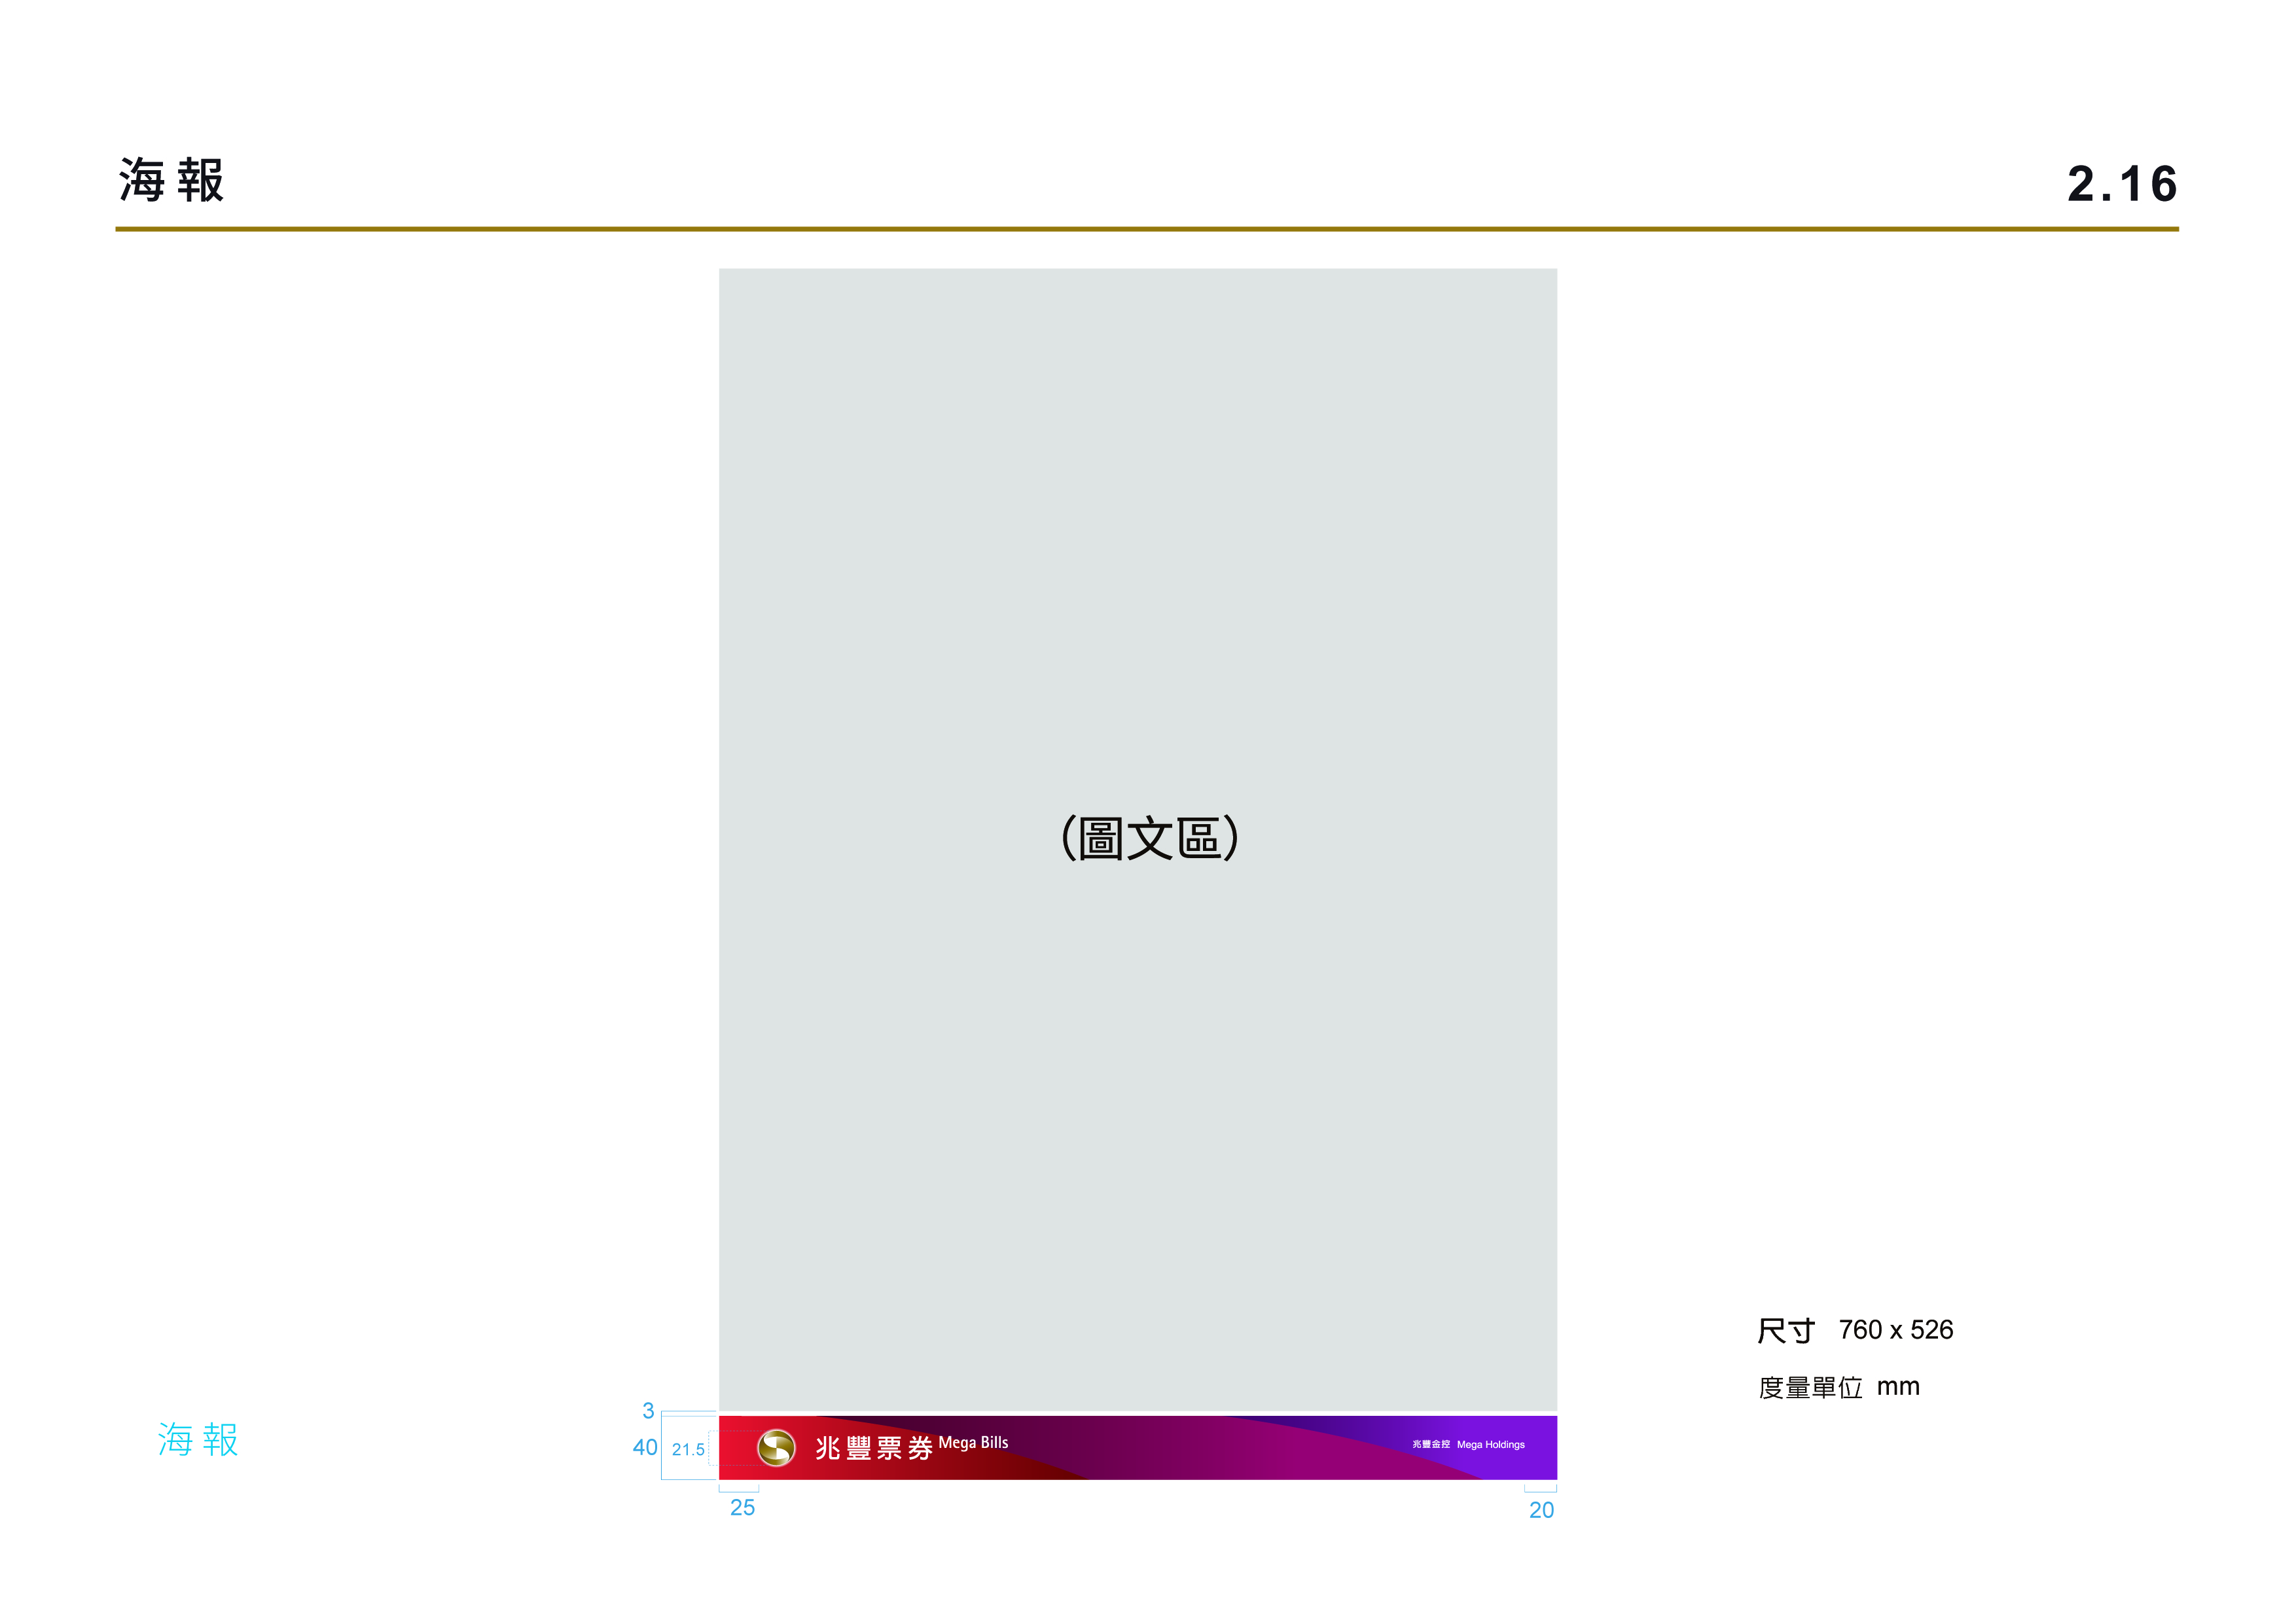 海報
2.16
(圖文區)
尺寸 760 x 526
度量單位 mm
海報
3
40
21.5
兆豐票券 Mega Bills
兆豐金控 Mega Holdings
25
20